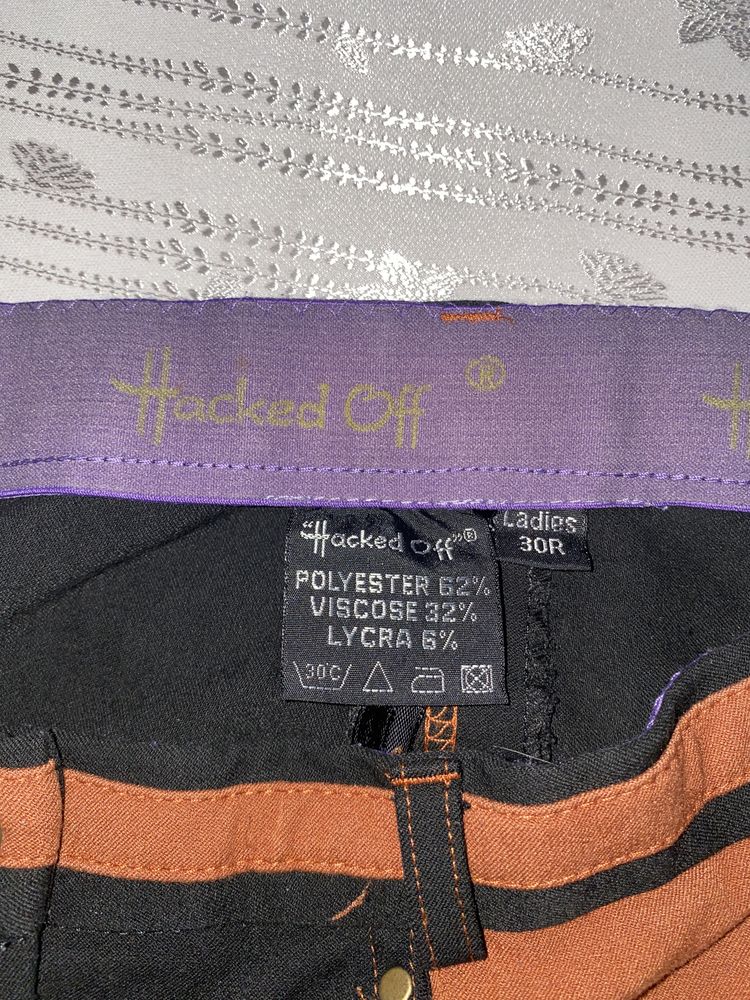 Hacked Off ®
H
"Hacked Off"®
Ladies
30R
POLYESTER 62%
VISCOSE 32%
LYCRA 6%
30C